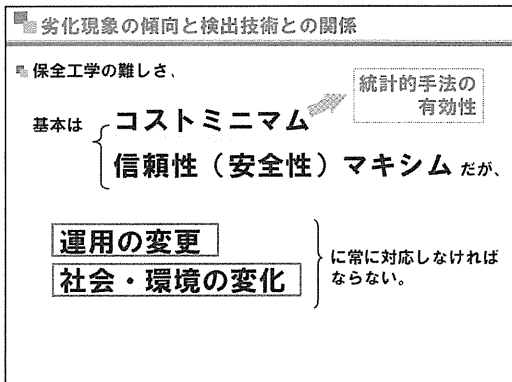 劣化現象の傾向と検出技術との関係
保全工学の難しさ、
統計的手法の
有効性
基本は
コストミニマム
信頼性（安全性）マキシム だが、
運用の変更
社会・環境の変化
に常に対応しなければ
ならない。